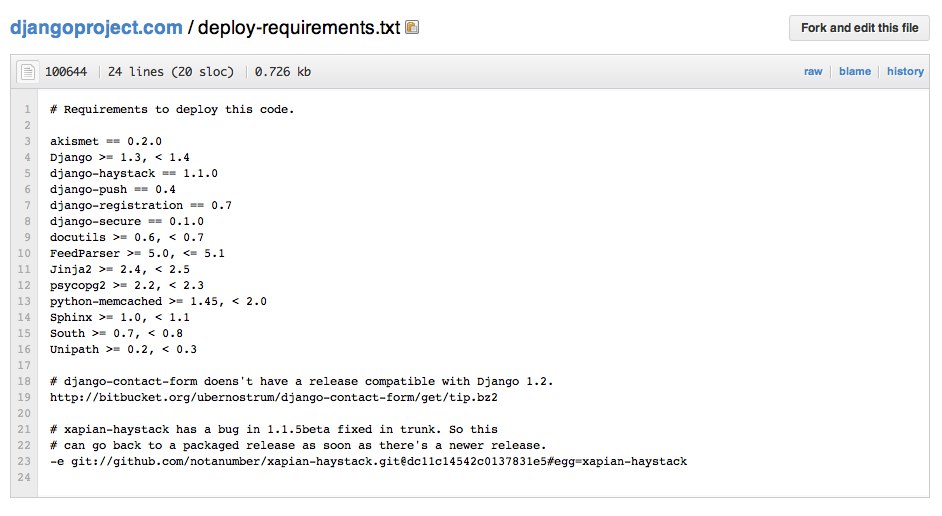 djangoproject.com / deploy-requirements.txt
Fork and edit this file
100644 | 24 lines (20 sloc) | 0.726 kb
raw | blame | history
1 # Requirements to deploy this code.
2
3 akismet == 0.2.0
4 Django >= 1.3, < 1.4
5 django-haystack == 1.1.0
6 django-push == 0.4
7 django-registration == 0.7
8 django-secure == 0.1.0
9 docutils >= 0.6, < 0.7
10 FeedParser >= 5.0, <= 5.1
11 Jinja2 >= 2.4, < 2.5
12 psycopg2 >= 2.2, < 2.3
13 python-memcached >= 1.45, < 2.0
14 Sphinx >= 1.0, < 1.1
15 South >= 0.7, < 0.8
16 Unipath >= 0.2, < 0.3
17
18 # django-contact-form doens't have a release compatible with Django 1.2.
19 http://bitbucket.org/ubernostrum/django-contact-form/get/tip.bz2
20
21 # xapian-haystack has a bug in 1.1.5beta fixed in trunk. So this
22 # can go back to a packaged release as soon as there's a newer release.
23 -e git://github.com/notanumber/xapian-haystack.git@dc11c14542c0137831e5#egg=xapian-haystack
24